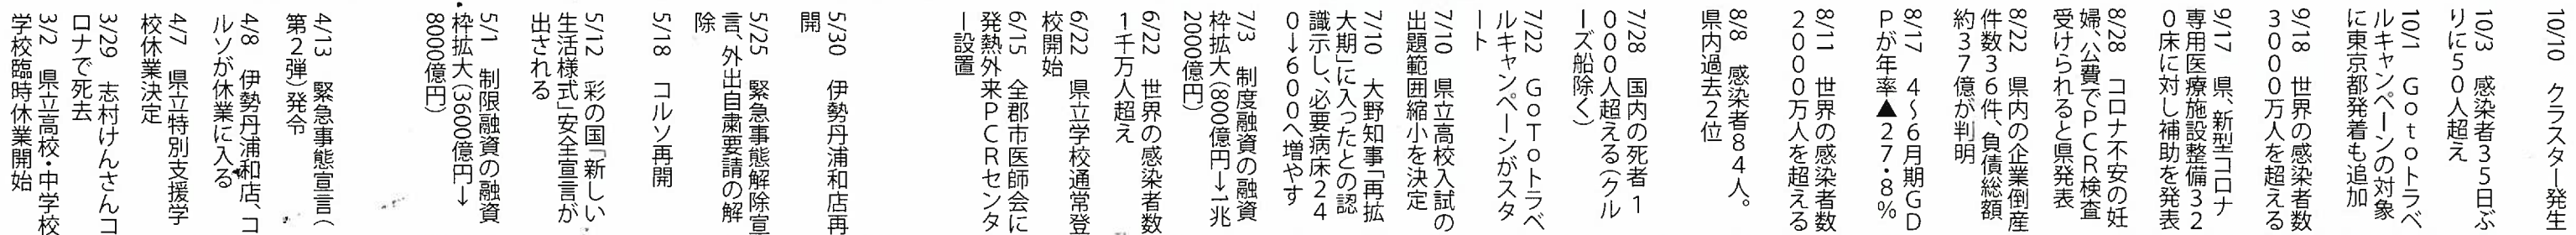 10/10 クラスター発生
10/3 感染者35日ぶ
りに50人超え
10/1 Gotoトラベ
ルキャンペーンの対象
に東京都発着も追加
9/18 世界の感染者数
3000万人を超える
9/17 県、新型コロナ
専用医療施設整備32
0床に対し補助を発表
8/28 コロナ不安の妊
婦、公費でPCR検査
受けられると県発表
8/22 県内の企業倒産
件数36件、負債総額
約37億が判明
8/17 4～6月期GD
Pが年率▲27・8%
8/11 世界の感染者数
2000万人を超える
8/8 感染者84人。
県内過去2位
7/28 国内の死者1
000人超える（クル
ーズ船除く）
7/22 GoToトラベ
ルキャンペーンがスタ
ート
7/10 県立高校入試の
出題範囲縮小を決定
7/10 大野知事「再拡
大期」に入ったとの認
識示し、必要病床24
0→600へ増やす
7/3 制度融資の融資
枠拡大（800億円→1兆
2000億円）
6/22 世界の感染者数
1千万人超え
6/22 県立学校通常登
校開始
6/15 全郡市医師会に
発熱外来PCRセンタ
ー設置
5/30 伊勢丹浦和店再
開
5/25 緊急事態解除宣
言、外出自粛要請の解
除
5/18 コルソ再開
5/12 彩の国「新しい
生活様式」安全宣言が
出される
5/1 制限融資の融資
枠拡大（3600億円→
8000億円）
4/13 緊急事態宣言（
第2弾）発令
4/8 伊勢丹浦和店、コ
ルソが休業に入る
4/7 県立特別支援学
校休業決定
3/29 志村けんさんコ
ロナで死去
3/2 県立高校・中学校
学校臨時休業開始